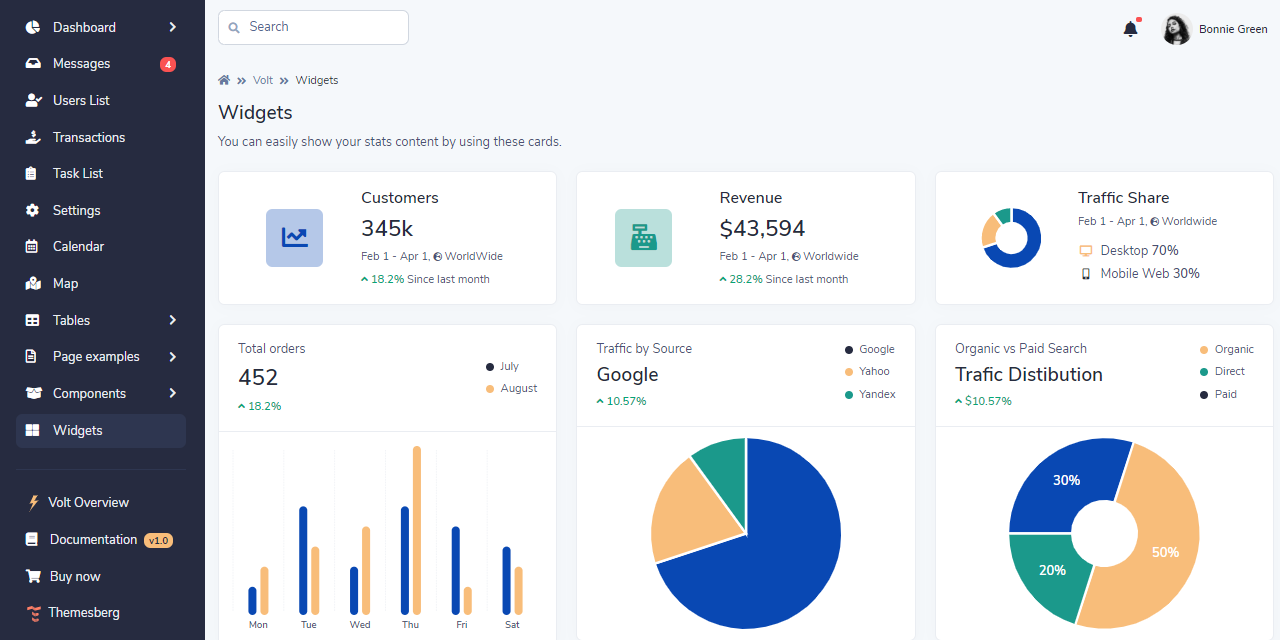 Dashboard
Messages 4
Users List
Transactions
Task List
Settings
Calendar
Map
Tables
Page examples
Components
Widgets
Volt Overview
Documentation v1.0
Buy now
Themesberg
Search
Bonnie Green
Volt Widgets
Widgets
You can easily show your stats content by using these cards.
Customers
345k
Feb 1 - Apr 1, WorldWide
18.2% Since last month
Revenue
$43,594
Feb 1 - Apr 1, Worldwide
28.2% Since last month
Traffic Share
Feb 1 - Apr 1, Worldwide
Desktop 70%
Mobile Web 30%
Total orders
452
18.2%
July
August
Mon Tue Wed Thu Fri Sat
Traffic by Source
Google
10.57%
Google
Yahoo
Yandex
Organic vs Paid Search
Trafic Distibution
$10.57%
Organic
Direct
Paid
30%
50%
20%